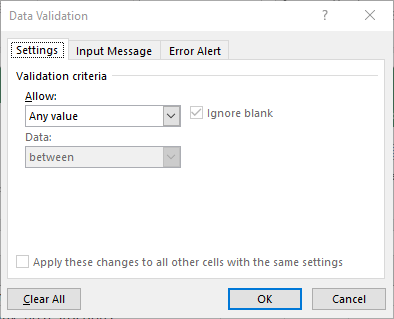 Data Validation ? ×
Settings Input Message Error Alert
Validation criteria
Allow:
Any value Ignore blank
Data:
between
Apply these changes to all other cells with the same settings
Clear All OK Cancel